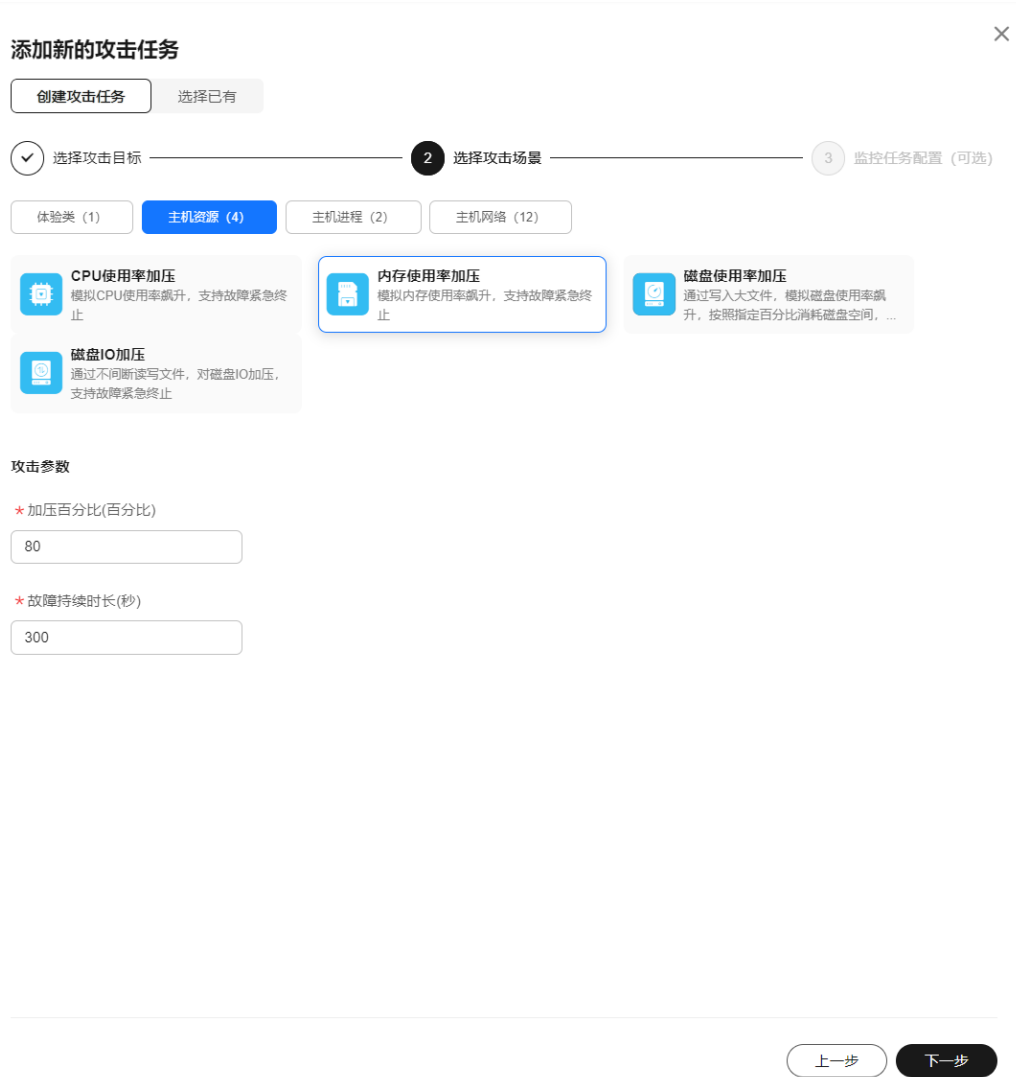 添加新的攻击任务
创建攻击任务
选择已有
选择攻击目标
2
选择攻击场景
3
监控任务配置（可选）
体验类（1）
主机资源（4）
主机进程（2）
主机网络（12）
CPU使用率加压
模拟CPU使用率飙升，支持故障紧急终
止
内存使用率加压
模拟内存使用率飙升，支持故障紧急终
止
磁盘使用率加压
通过写入大文件，模拟磁盘使用率飙
升，按照指定百分比消耗磁盘空间，...
磁盘IO加压
通过不间断读写文件，对磁盘IO加压，
支持故障紧急终止
攻击参数
*加压百分比(百分比)
80
*故障持续时长(秒)
300
上一步
下一步